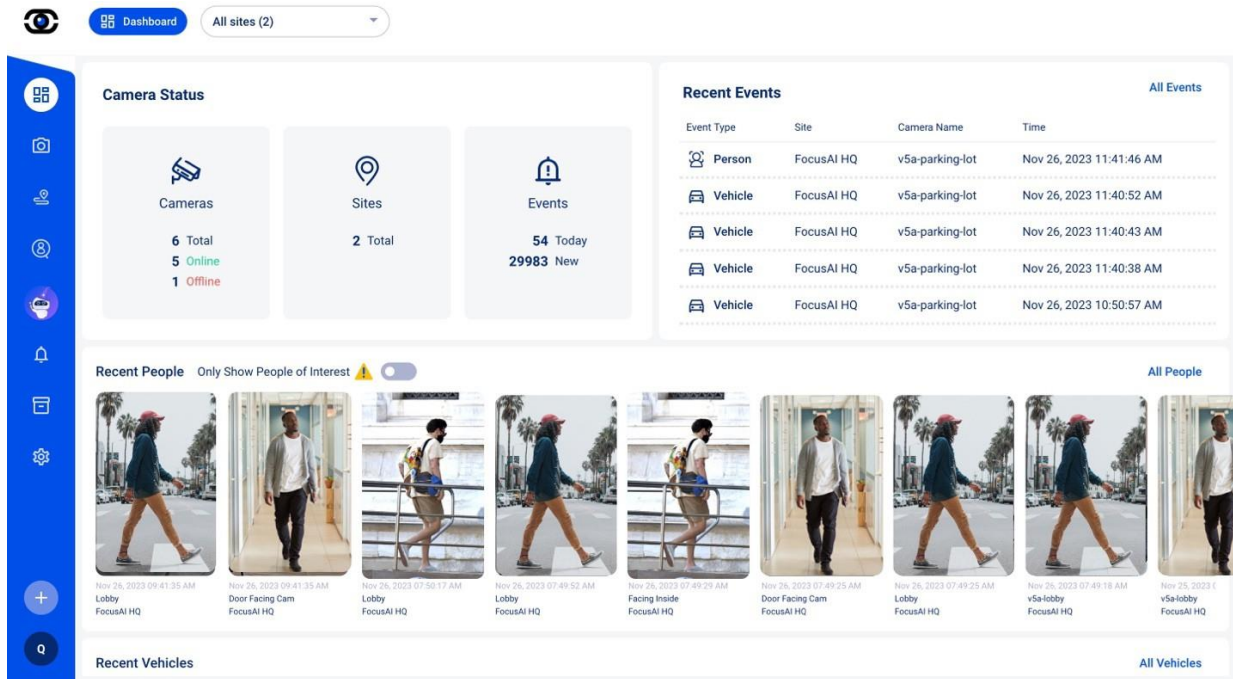 Dashboard
All sites (2)
Camera Status
Cameras
6 Total
5 Online
1 Offline
Sites
2 Total
Events
54 Today
29983 New
Recent Events
All Events
Event Type Site Camera Name Time
Person FocusAI HQ v5a-parking-lot Nov 26, 2023 11:41:46 AM
Vehicle FocusAI HQ v5a-parking-lot Nov 26, 2023 11:40:52 AM
Vehicle FocusAI HQ v5a-parking-lot Nov 26, 2023 11:40:43 AM
Vehicle FocusAI HQ v5a-parking-lot Nov 26, 2023 11:40:38 AM
Vehicle FocusAI HQ v5a-parking-lot Nov 26, 2023 10:50:57 AM
Recent People Only Show People of Interest
All People
Nov 26, 2023 09:41:35 AM
Lobby
FocusAI HQ
Nov 26, 2023 09:41:35 AM
Door Facing Cam
FocusAI HQ
Nov 26, 2023 07:50:17 AM
Lobby
FocusAI HQ
Nov 26, 2023 07:49:52 AM
Lobby
FocusAI HQ
Nov 26, 2023 07:49:29 AM
Facing Inside
FocusAI HQ
Nov 26, 2023 07:49:25 AM
Door Facing Cam
FocusAI HQ
Nov 26, 2023 07:49:25 AM
Lobby
FocusAI HQ
Nov 26, 2023 07:49:18 AM
v5a-lobby
FocusAI HQ
Nov 25, 2023
v5a-lobby
FocusAI HQ
Q
Recent Vehicles
All Vehicles